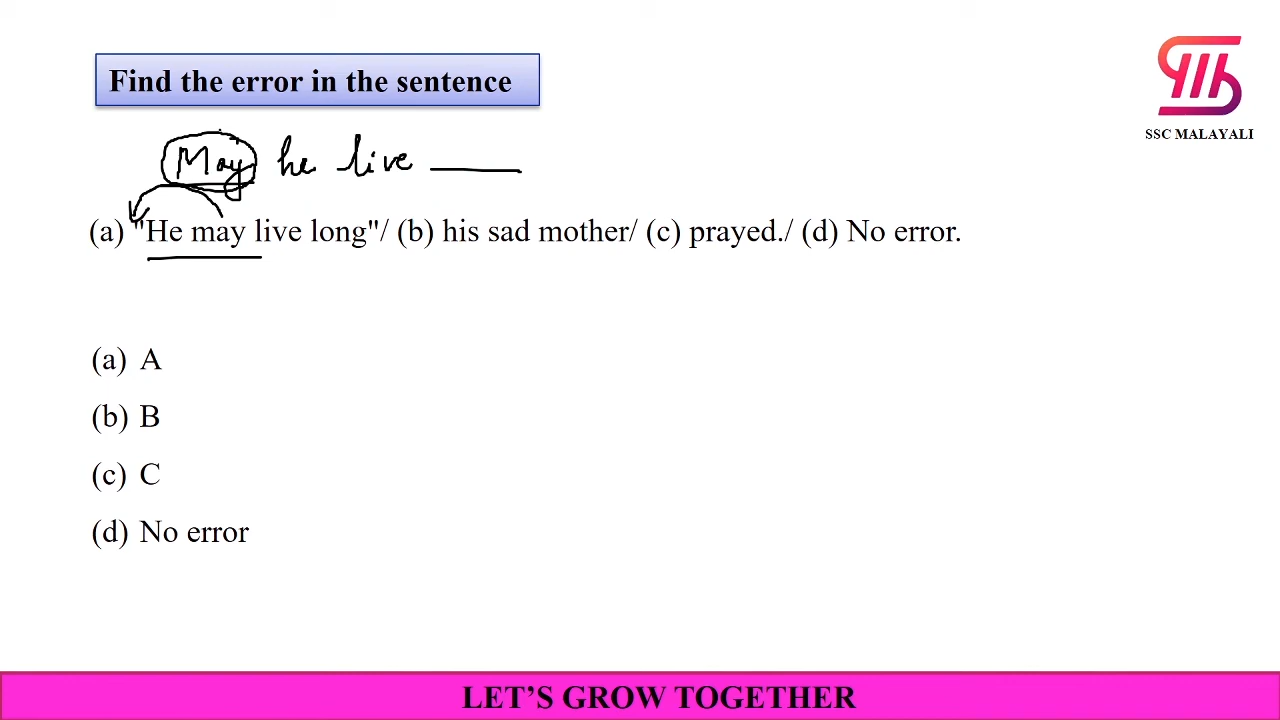 Find the error in the sentence
SSC MALAYALI
May he live
(a) "He may live long"/ (b) his sad mother/ (c) prayed./ (d) No error.
(a) A
(b) B
(c) C
(d) No error
LET’S GROW TOGETHER